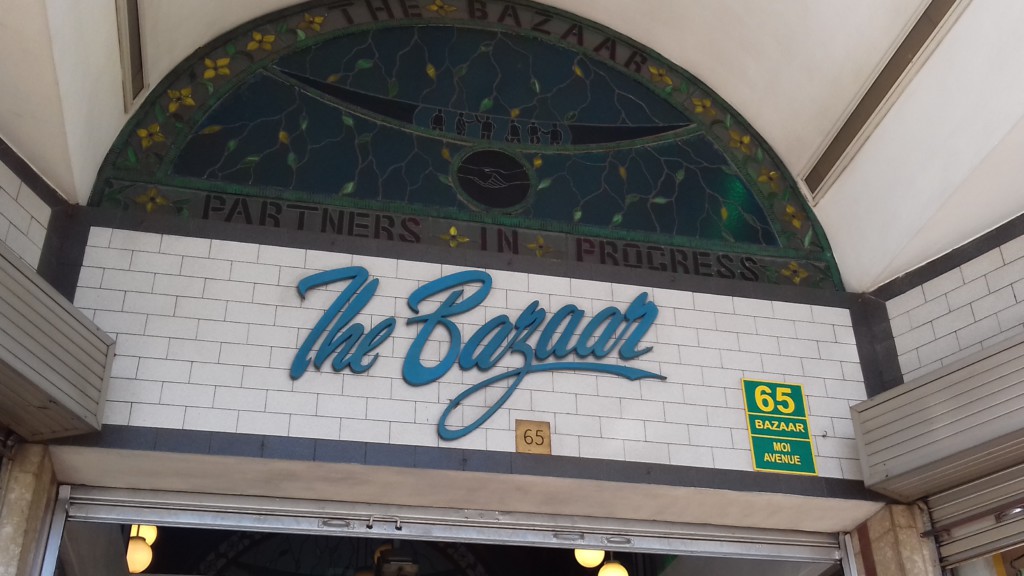 THE BAZAAR
PARTNERS IN PROGRESS
The Bazaar
65
65
BAZAAR
MOI
AVENUE